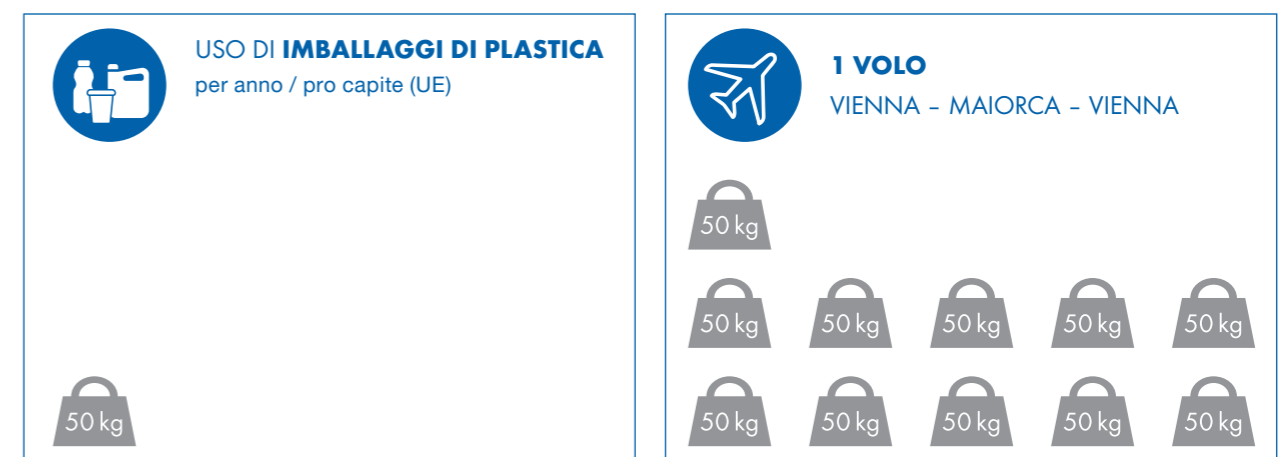 USO DI IMBALLAGGI DI PLASTICA
per anno / pro capite (UE)
50 kg
1 VOLO
VIENNA – MAIORCA – VIENNA
50 kg
50 kg 50 kg 50 kg 50 kg 50 kg
50 kg 50 kg 50 kg 50 kg 50 kg